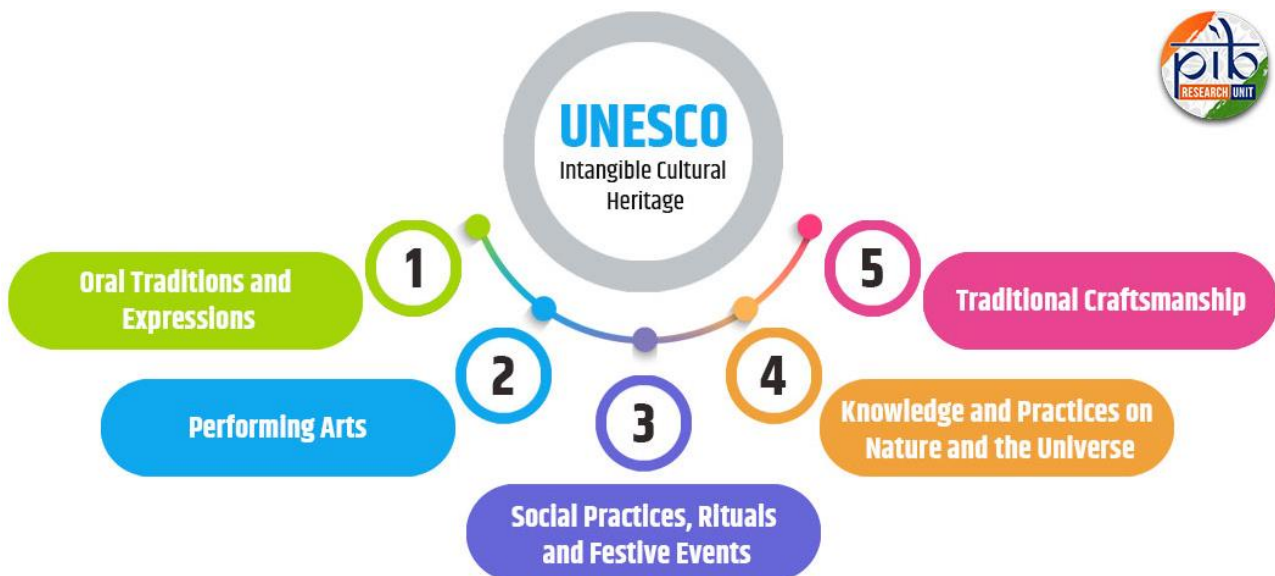 UNESCO
Intangible Cultural
Heritage
pib
RESEARCH UNIT
1
Oral Traditions and
Expressions
2
Performing Arts
3
Social Practices, Rituals
and Festive Events
4
Knowledge and Practices on
Nature and the Universe
5
Traditional Craftsmanship